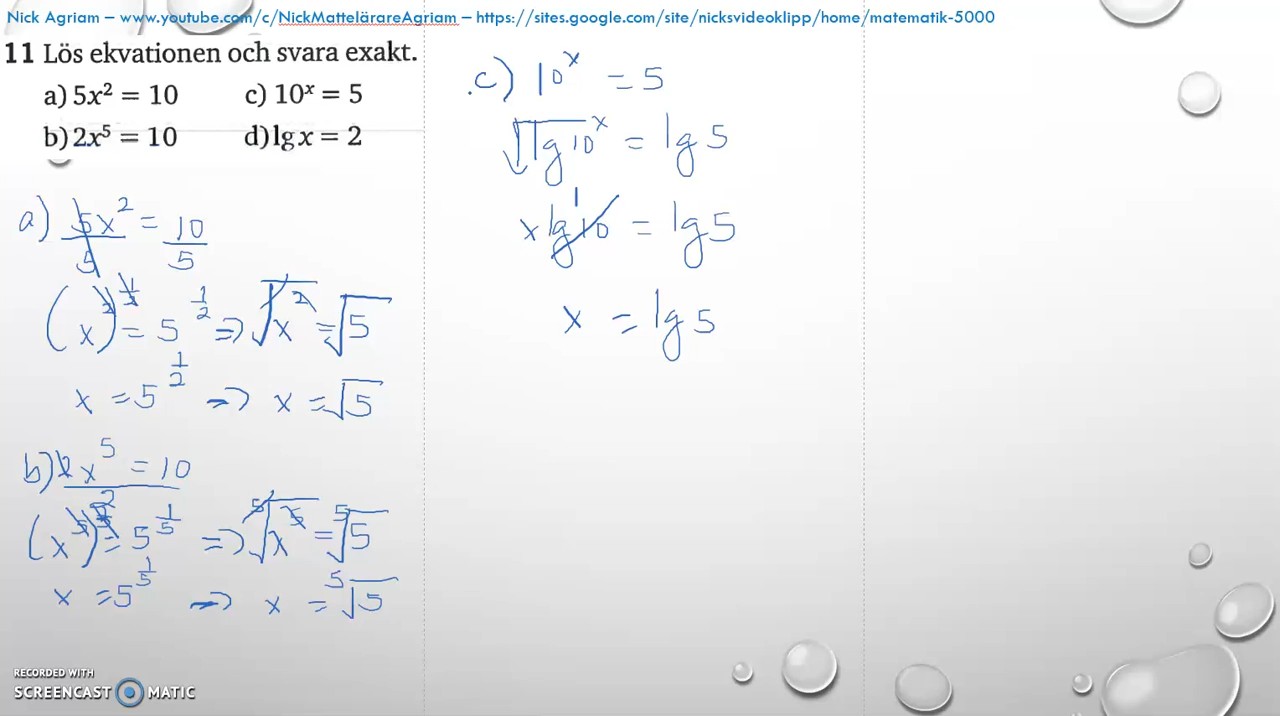 Nick Agriam – www.youtube.com/c/NickMattelärareAgriam – https://sites.google.com/site/nicksvideoklipp/home/matematik-5000
11 Lös ekvationen och svara exakt.
a) 5x² = 10 c) 10ˣ = 5
b) 2x⁵ = 10 d) lg x = 2
a) 5x² = 10
5 5
(x²)^(1/2) = 5^(1/2) => √x² = √5
x = 5^(1/2) => x = √5
b) 2x⁵ = 10
2
(x⁵)^(1/5) = 5^(1/5) => ⁵√x⁵ = ⁵√5
x = 5^(1/5) => x = ⁵√5
c) 10ˣ = 5
lg 10ˣ = lg 5
1
x lg 10 = lg 5
x = lg 5
RECORDED WITH
SCREENCAST MATIC